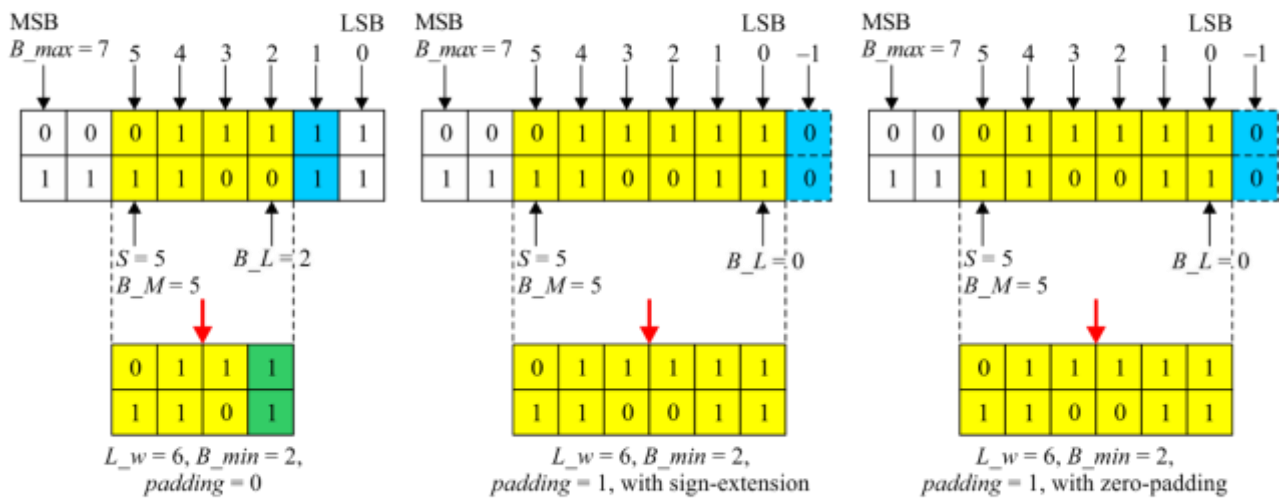 MSB LSB MSB LSB MSB LSB
B_max = 7 5 4 3 2 1 0 B_max = 7 5 4 3 2 1 0 –1 B_max = 7 5 4 3 2 1 0 –1
0 0 0 1 1 1 1 1 0 0 0 1 1 1 1 1 0 0 0 0 1 1 1 1 1 0
1 1 1 1 0 0 1 1 1 1 1 1 0 0 1 1 0 1 1 1 1 0 0 1 1 0
S = 5 B_L = 2 S = 5 B_L = 0 S = 5 B_L = 0
B_M = 5 B_M = 5 B_M = 5
0 1 1 1 0 1 1 1 1 1 0 1 1 1 1 1
1 1 0 1 1 1 0 0 1 1 1 1 0 0 1 1
L_w = 6, B_min = 2, L_w = 6, B_min = 2, L_w = 6, B_min = 2,
padding = 0 padding = 1, with sign-extension padding = 1, with zero-padding